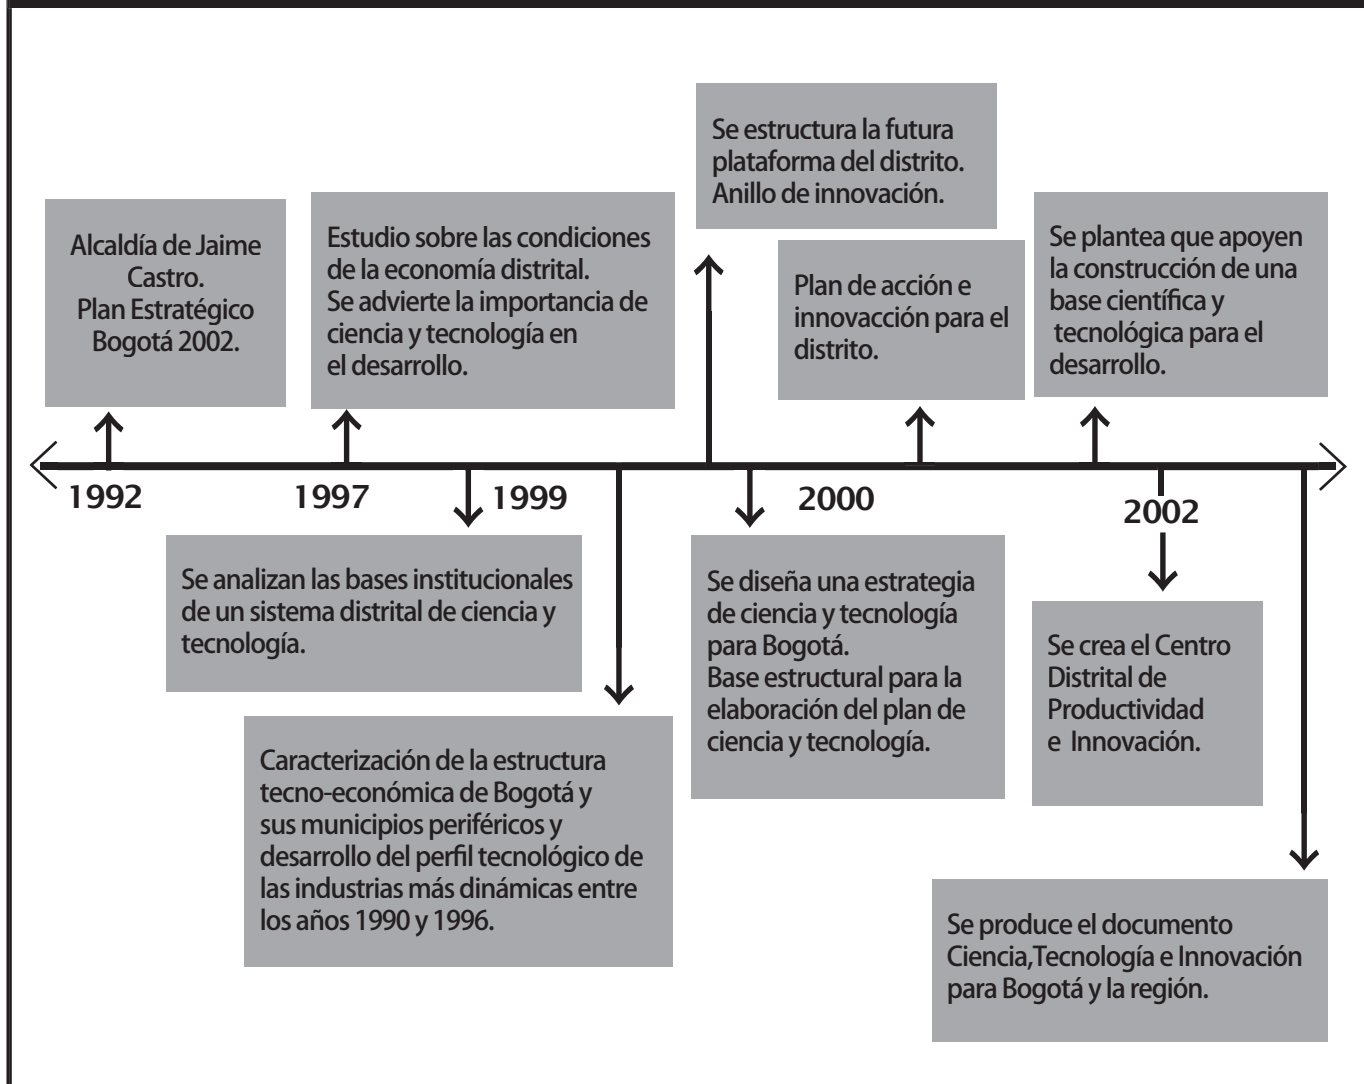 Se estructura la futura
plataforma del distrito.
Anillo de innovación.
Alcaldía de Jaime
Castro.
Plan Estratégico
Bogotá 2002.
Estudio sobre las condiciones
de la economía distrital.
Se advierte la importancia de
ciencia y tecnología en
el desarrollo.
Plan de acción e
innovacción para el
distrito.
Se plantea que apoyen
la construcción de una
base científica y
tecnológica para el
desarrollo.
1992
1997
1999
2000
2002
Se analizan las bases institucionales
de un sistema distrital de ciencia y
tecnología.
Caracterización de la estructura
tecno-económica de Bogotá y
sus municipios periféricos y
desarrollo del perfil tecnológico de
las industrias más dinámicas entre
los años 1990 y 1996.
Se diseña una estrategia
de ciencia y tecnología
para Bogotá.
Base estructural para la
elaboración del plan de
ciencia y tecnología.
Se crea el Centro
Distrital de
Productividad
e Innovación.
Se produce el documento
Ciencia,Tecnología e Innovación
para Bogotá y la región.